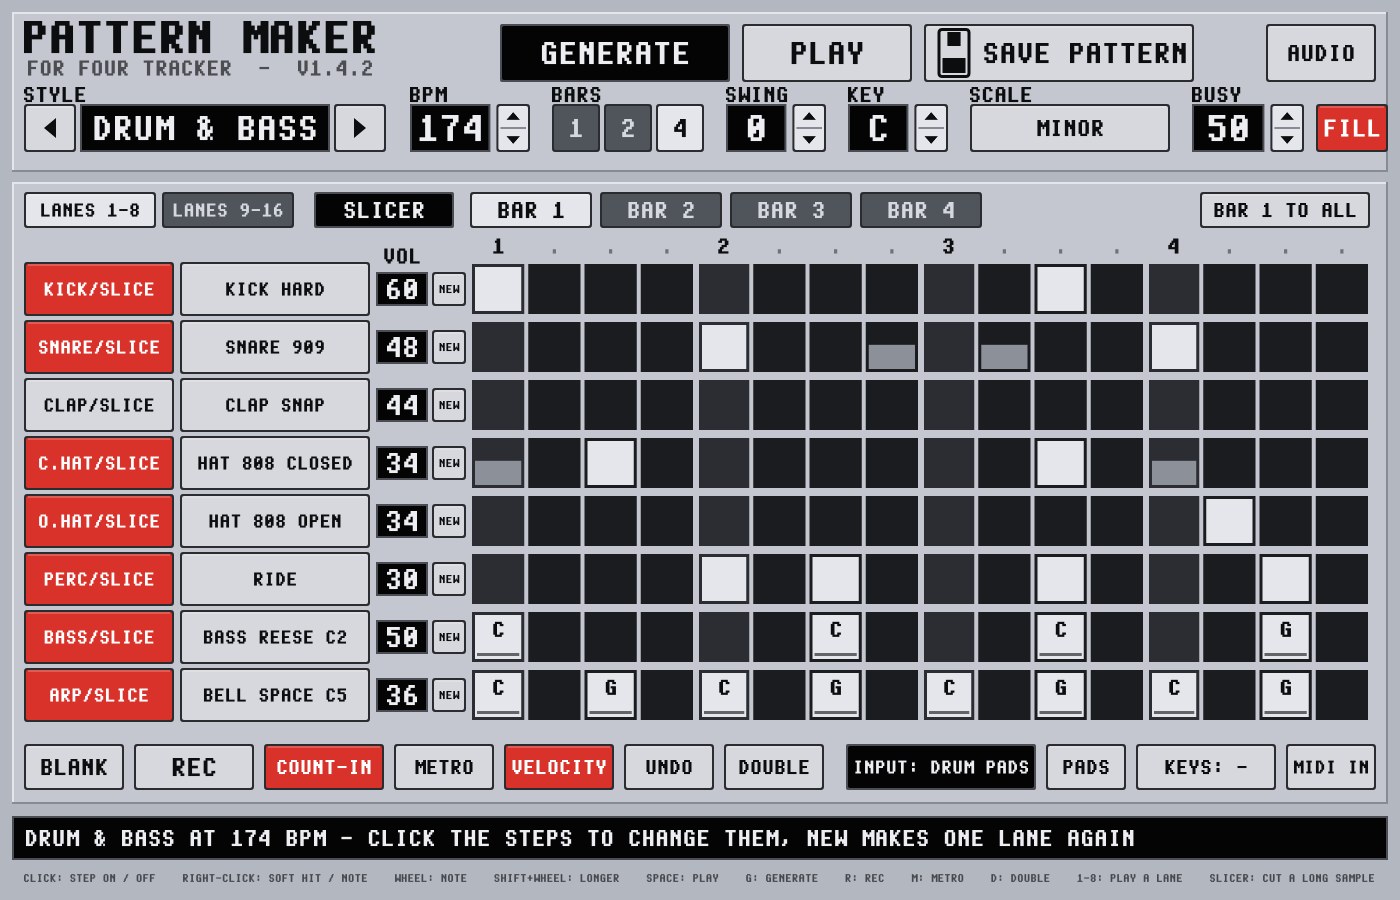 PATTERN MAKER
FOR FOUR TRACKER - V1.4.2
GENERATE
PLAY
SAVE PATTERN
AUDIO
STYLE
BPM
BARS
SWING
KEY
SCALE
BUSY
DRUM & BASS
174
1
2
4
0
C
MINOR
50
FILL
LANES 1-8
LANES 9-16
SLICER
BAR 1
BAR 2
BAR 3
BAR 4
BAR 1 TO ALL
VOL
1 . . . 2 . . . 3 . . . 4 . . .
KICK/SLICE
KICK HARD
60
NEW
SNARE/SLICE
SNARE 909
48
NEW
CLAP/SLICE
CLAP SNAP
44
NEW
C.HAT/SLICE
HAT 808 CLOSED
34
NEW
O.HAT/SLICE
HAT 808 OPEN
34
NEW
PERC/SLICE
RIDE
30
NEW
BASS/SLICE
BASS REESE C2
50
NEW
C C C G
ARP/SLICE
BELL SPACE C5
36
NEW
C G C G C G C G
BLANK
REC
COUNT-IN
METRO
VELOCITY
UNDO
DOUBLE
INPUT: DRUM PADS
PADS
KEYS: -
MIDI IN
DRUM & BASS AT 174 BPM - CLICK THE STEPS TO CHANGE THEM, NEW MAKES ONE LANE AGAIN
CLICK: STEP ON / OFF
RIGHT-CLICK: SOFT HIT / NOTE
WHEEL: NOTE
SHIFT+WHEEL: LONGER
SPACE: PLAY
G: GENERATE
R: REC
M: METRO
D: DOUBLE
1-8: PLAY A LANE
SLICER: CUT A LONG SAMPLE